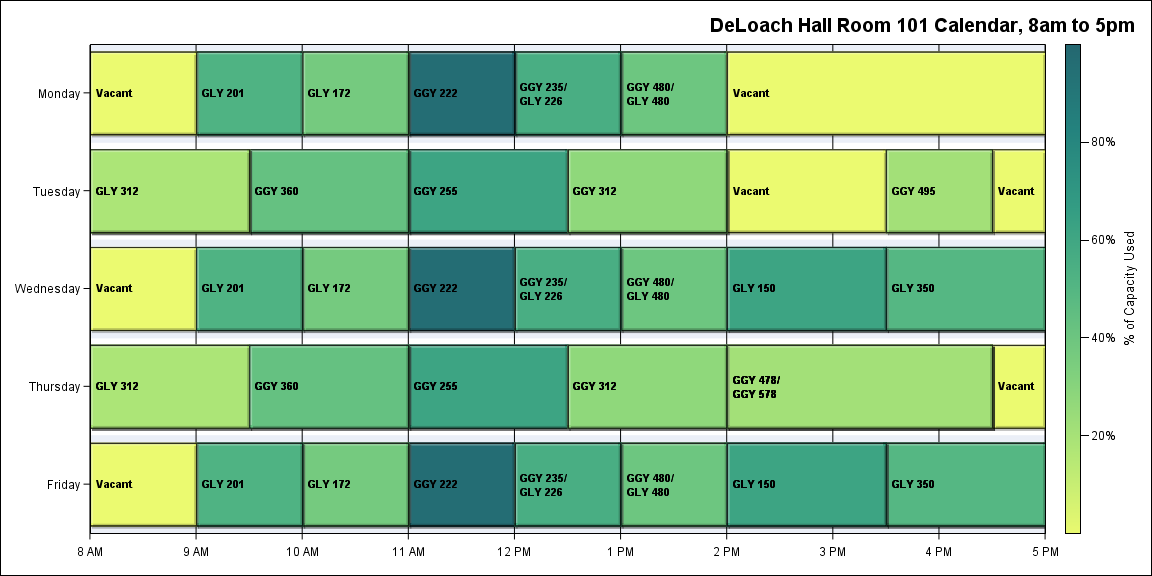 DeLoach Hall Room 101 Calendar, 8am to 5pm
Monday
Vacant
GLY 201
GLY 172
GGY 222
GGY 235/
GLY 226
GGY 480/
GLY 480
Vacant
Tuesday
GLY 312
GGY 360
GGY 255
GGY 312
Vacant
GGY 495
Vacant
Wednesday
Vacant
GLY 201
GLY 172
GGY 222
GGY 235/
GLY 226
GGY 480/
GLY 480
GLY 150
GLY 350
Thursday
GLY 312
GGY 360
GGY 255
GGY 312
GGY 478/
GGY 578
Vacant
Friday
Vacant
GLY 201
GLY 172
GGY 222
GGY 235/
GLY 226
GGY 480/
GLY 480
GLY 150
GLY 350
8 AM
9 AM
10 AM
11 AM
12 PM
1 PM
2 PM
3 PM
4 PM
5 PM
80%
60%
40%
20%
% of Capacity Used